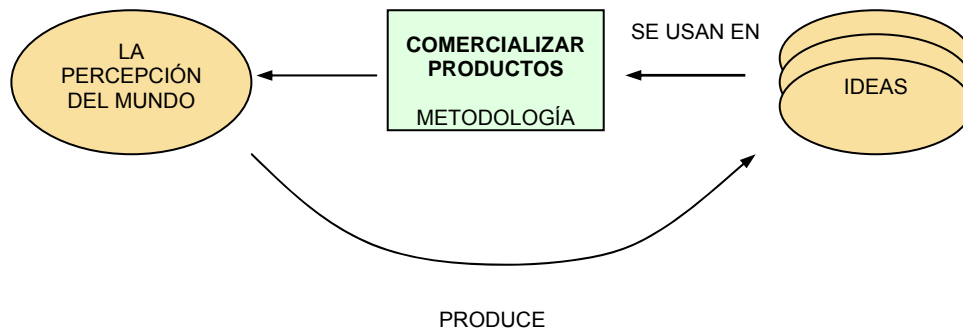 LA
PERCEPCIÓN
DEL MUNDO
COMERCIALIZAR
PRODUCTOS
METODOLOGÍA
SE USAN EN
IDEAS
PRODUCE